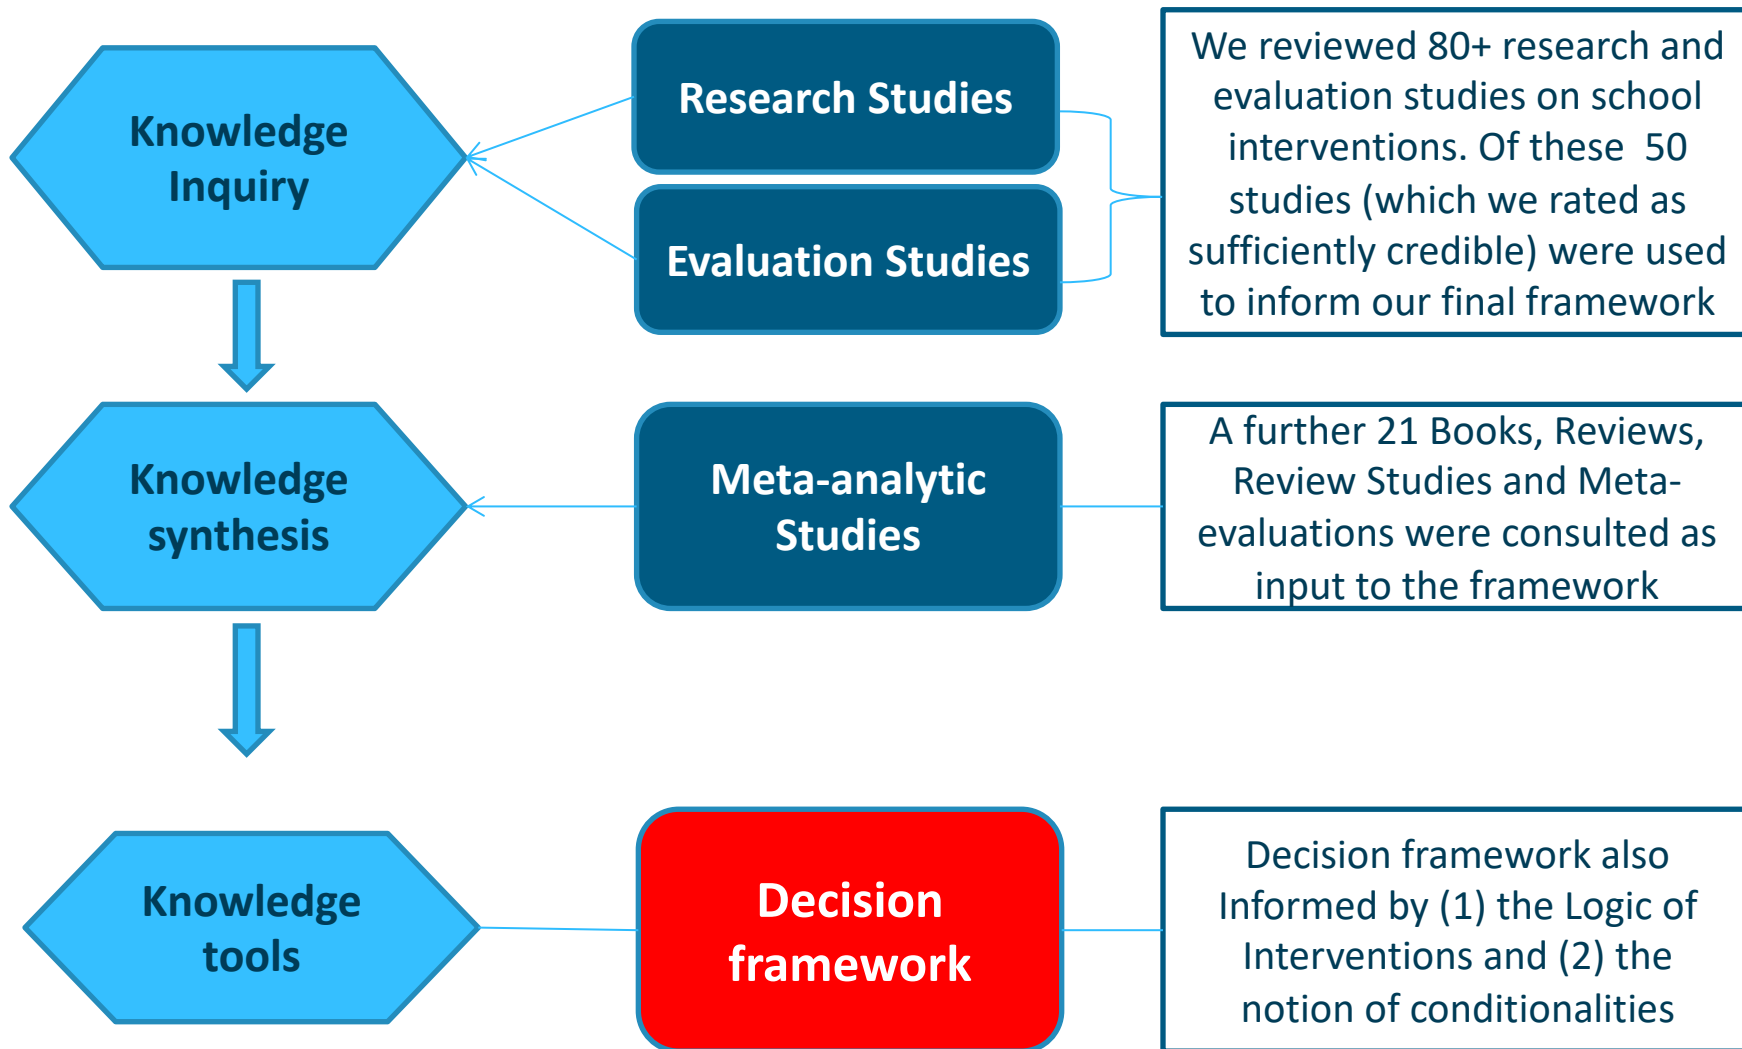 Knowledge
Inquiry
Research Studies
Evaluation Studies
We reviewed 80+ research and
evaluation studies on school
interventions. Of these  50
studies (which we rated as
sufficiently credible) were used
to inform our final framework
Knowledge
synthesis
Meta-analytic
Studies
A further 21 Books, Reviews,
Review Studies and Meta-
evaluations were consulted as
input to the framework
Knowledge
tools
Decision
framework
Decision framework also
Informed by (1) the Logic of
Interventions and (2) the
notion of conditionalities